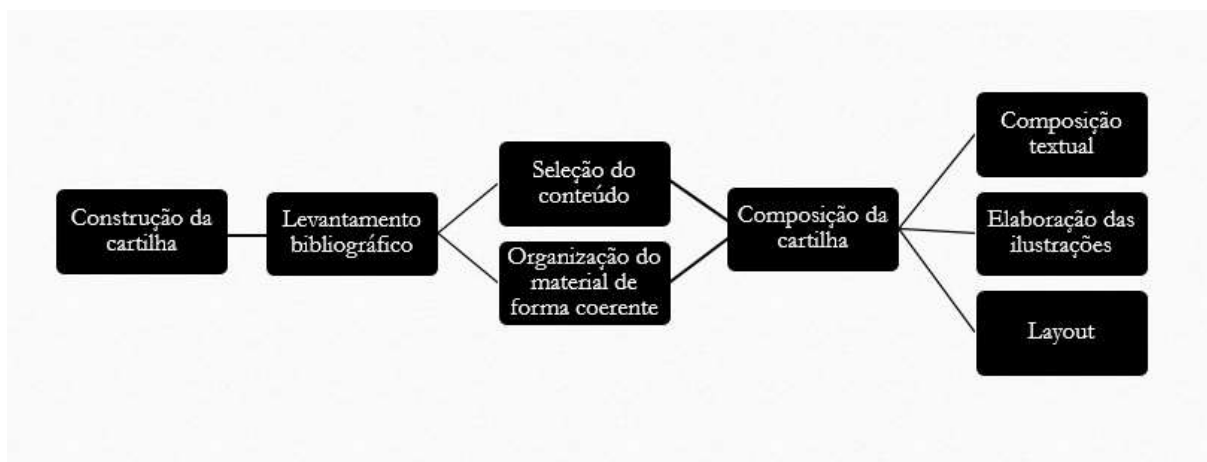 Construção da
cartilha
Levantamento
bibliográfico
Seleção do
conteúdo
Organização do
material de
forma coerente
Composição da
cartilha
Composição
textual
Elaboração das
ilustrações
Layout